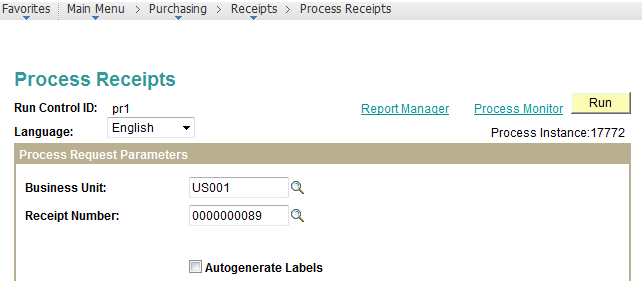 Favorites Main Menu > Purchasing > Receipts > Process Receipts
Process Receipts
Run Control ID: pr1 Report Manager Process Monitor Run
Language: English Process Instance:17772
Process Request Parameters
Business Unit: US001
Receipt Number: 0000000089
Autogenerate Labels